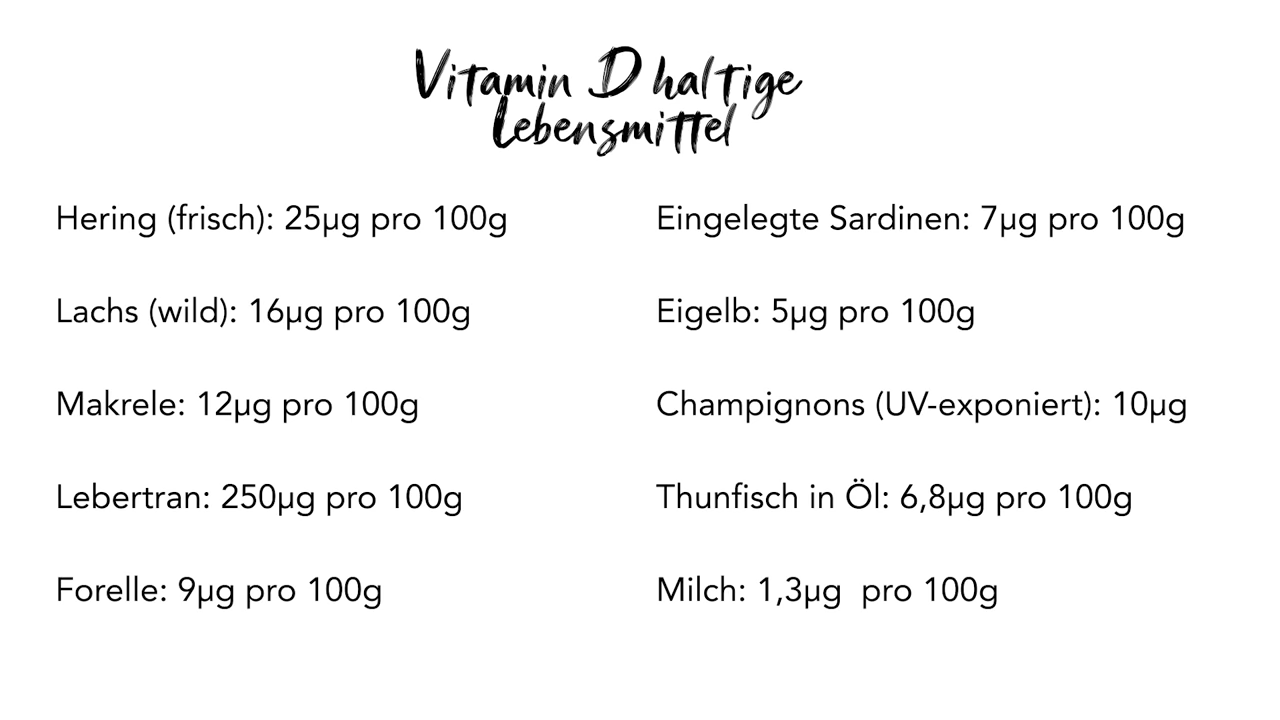 Vitamin D haltige
Lebensmittel
Hering (frisch): 25µg pro 100g
Lachs (wild): 16µg pro 100g
Makrele: 12µg pro 100g
Lebertran: 250µg pro 100g
Forelle: 9µg pro 100g
Eingelegte Sardinen: 7µg pro 100g
Eigelb: 5µg pro 100g
Champignons (UV-exponiert): 10µg
Thunfisch in Öl: 6,8µg pro 100g
Milch: 1,3µg  pro 100g